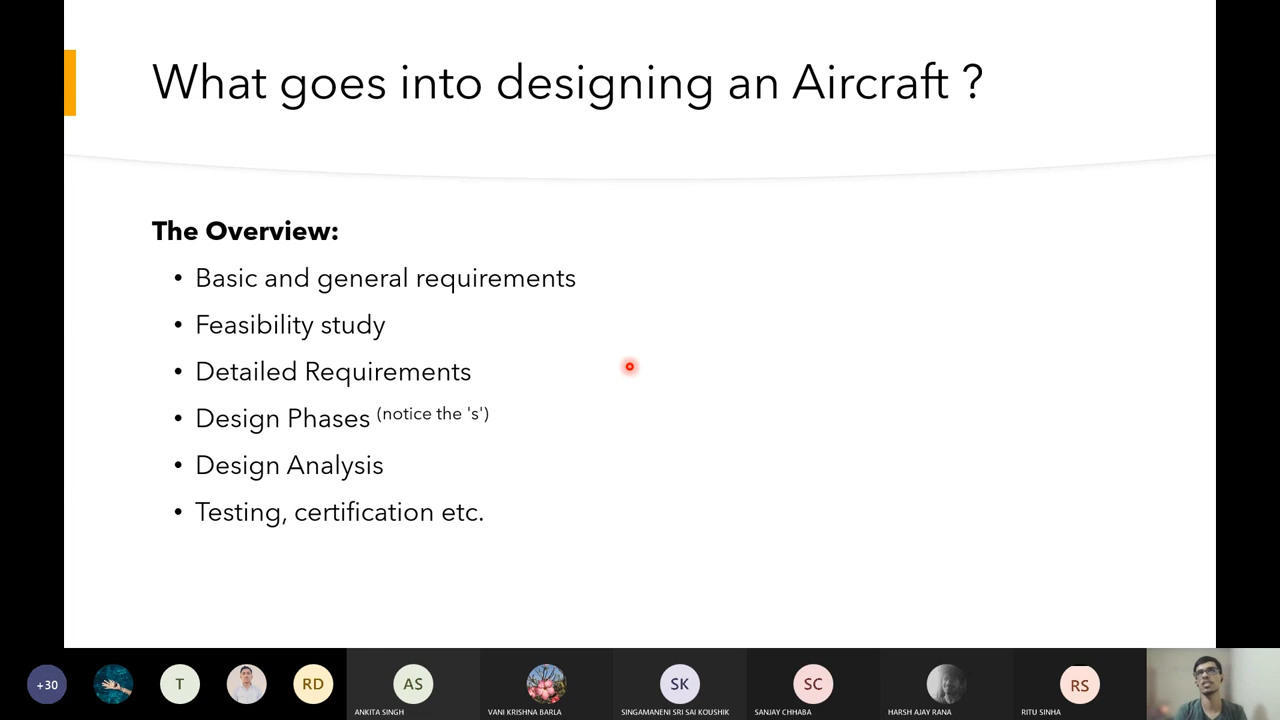 What goes into designing an Aircraft ?
The Overview:
• Basic and general requirements
• Feasibility study
• Detailed Requirements
• Design Phases (notice the 's')
• Design Analysis
• Testing, certification etc.
+30
T
RD
AS
SK
SC
RS
ANKITA SINGH
VANI KRISHNA BARLA
SINGAMANENI SRI SAI KOUSHIK
SANJAY CHHABA
HARSH AJAY RANA
RITU SINHA